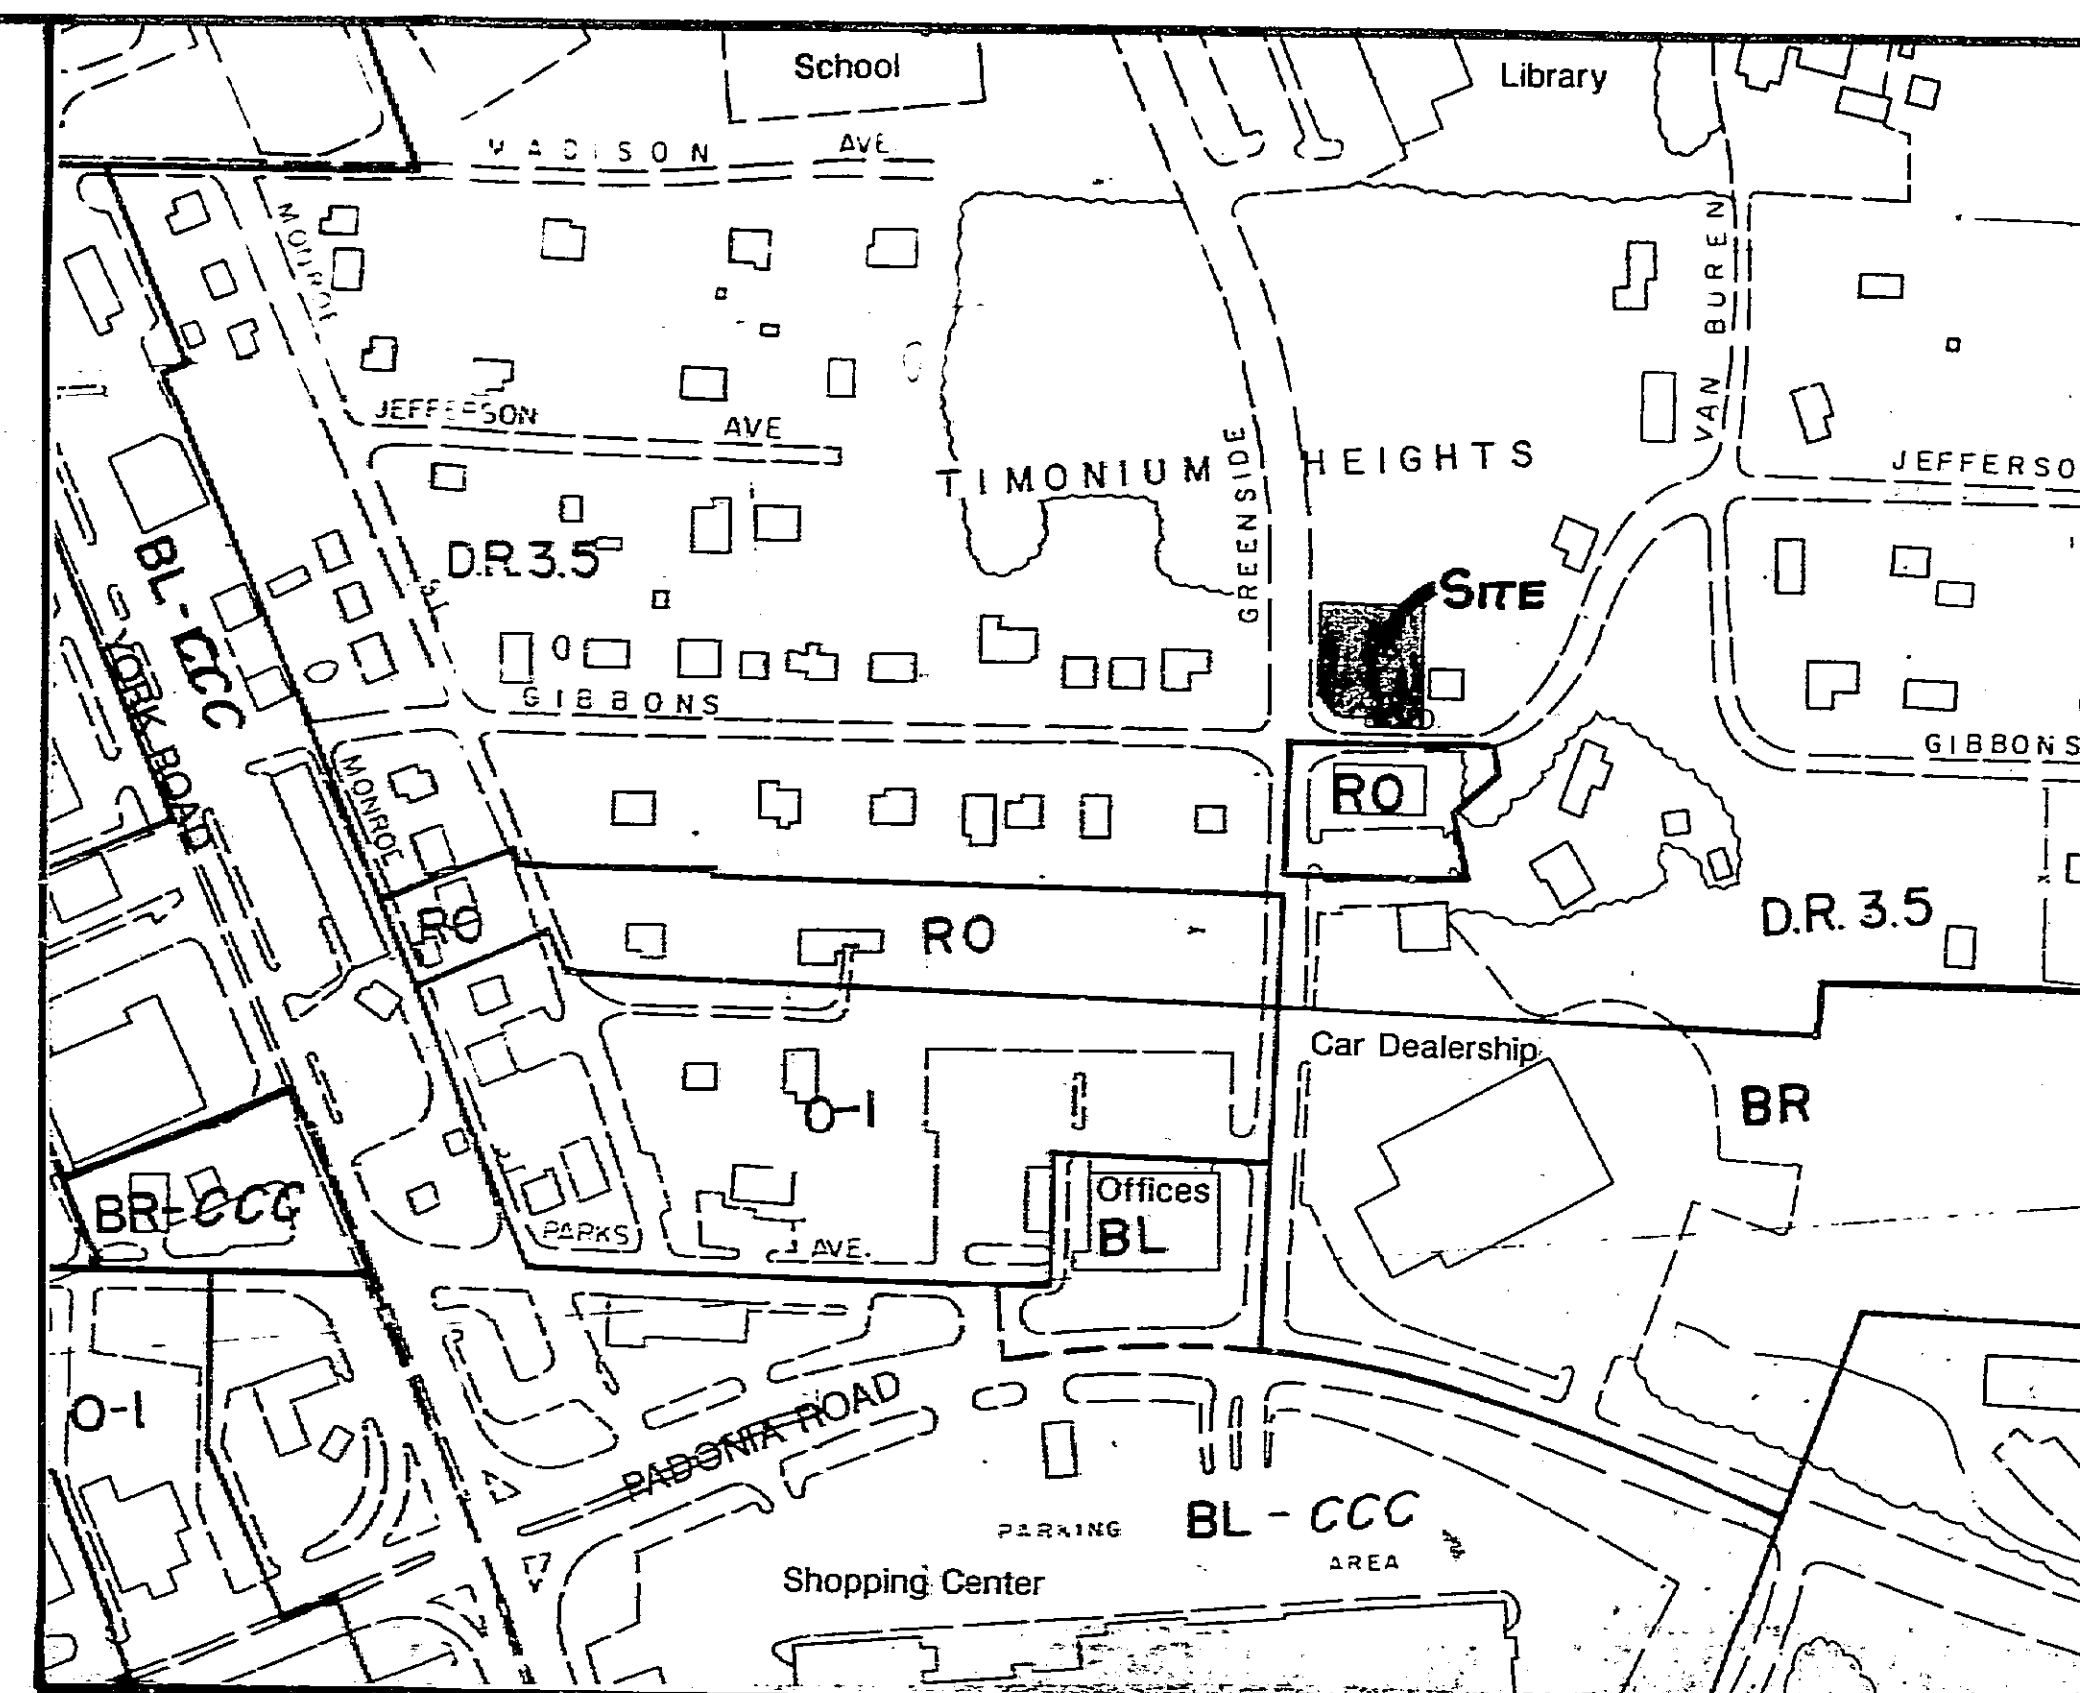 School
Library
MADISON AVE.
MONROE
VAN BUREN
JEFFERSON AVE
TIMONIUM HEIGHTS
JEFFERSO
GREENSIDE
D.R. 3.5
SITE
BL-CCC
YORK ROAD
GIBBONS
GIBBONS
MONROE
RO
RO
RO
D.R. 3.5
Car Dealership
BR
O-1
Offices
BL
BR-CCC
PARKS AVE.
O-1
PADONIA ROAD
PARKING
BL - CCC
AREA
Shopping Center